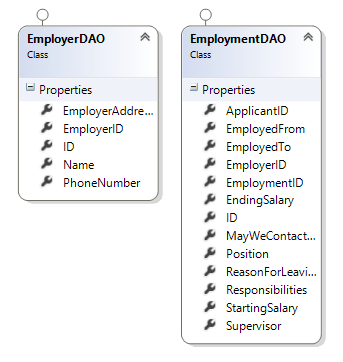 EmployerDAO
Class
Properties
EmployerAddre...
EmployerID
ID
Name
PhoneNumber
EmploymentDAO
Class
Properties
ApplicantID
EmployedFrom
EmployedTo
EmployerID
EmploymentID
EndingSalary
ID
MayWeContact...
Position
ReasonForLeavi...
Responsibilities
StartingSalary
Supervisor